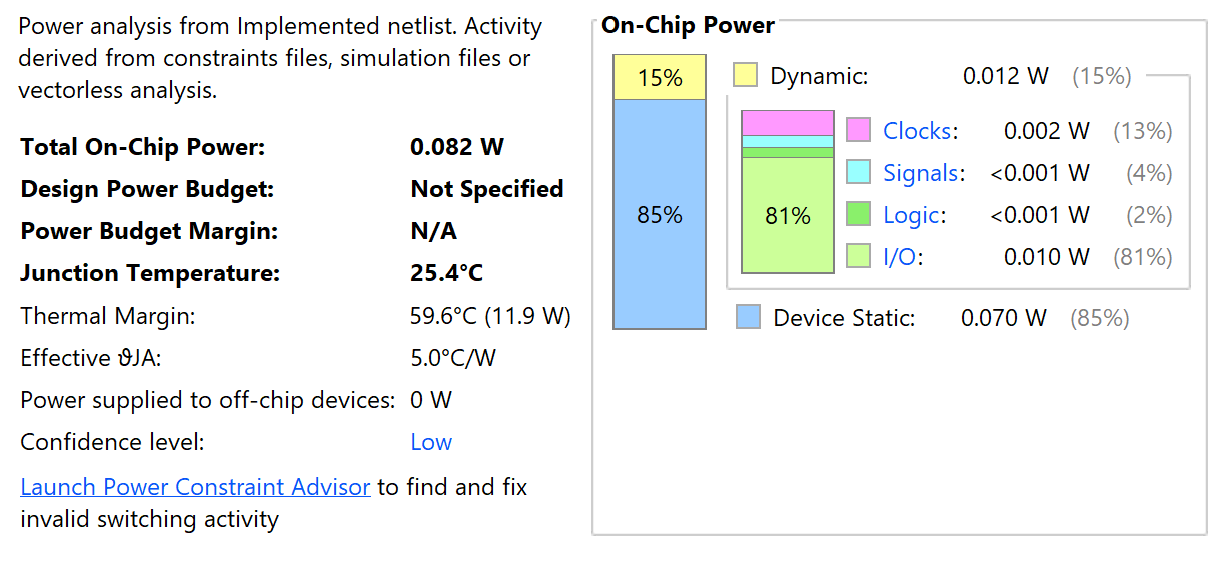 Power analysis from Implemented netlist. Activity
derived from constraints files, simulation files or
vectorless analysis.
Total On-Chip Power: 0.082 W
Design Power Budget: Not Specified
Power Budget Margin: N/A
Junction Temperature: 25.4°C
Thermal Margin: 59.6°C (11.9 W)
Effective ϑJA: 5.0°C/W
Power supplied to off-chip devices: 0 W
Confidence level: Low
Launch Power Constraint Advisor to find and fix
invalid switching activity
On-Chip Power
15%
85%
Dynamic: 0.012 W (15%)
81%
Clocks: 0.002 W (13%)
Signals: <0.001 W (4%)
Logic: <0.001 W (2%)
I/O: 0.010 W (81%)
Device Static: 0.070 W (85%)